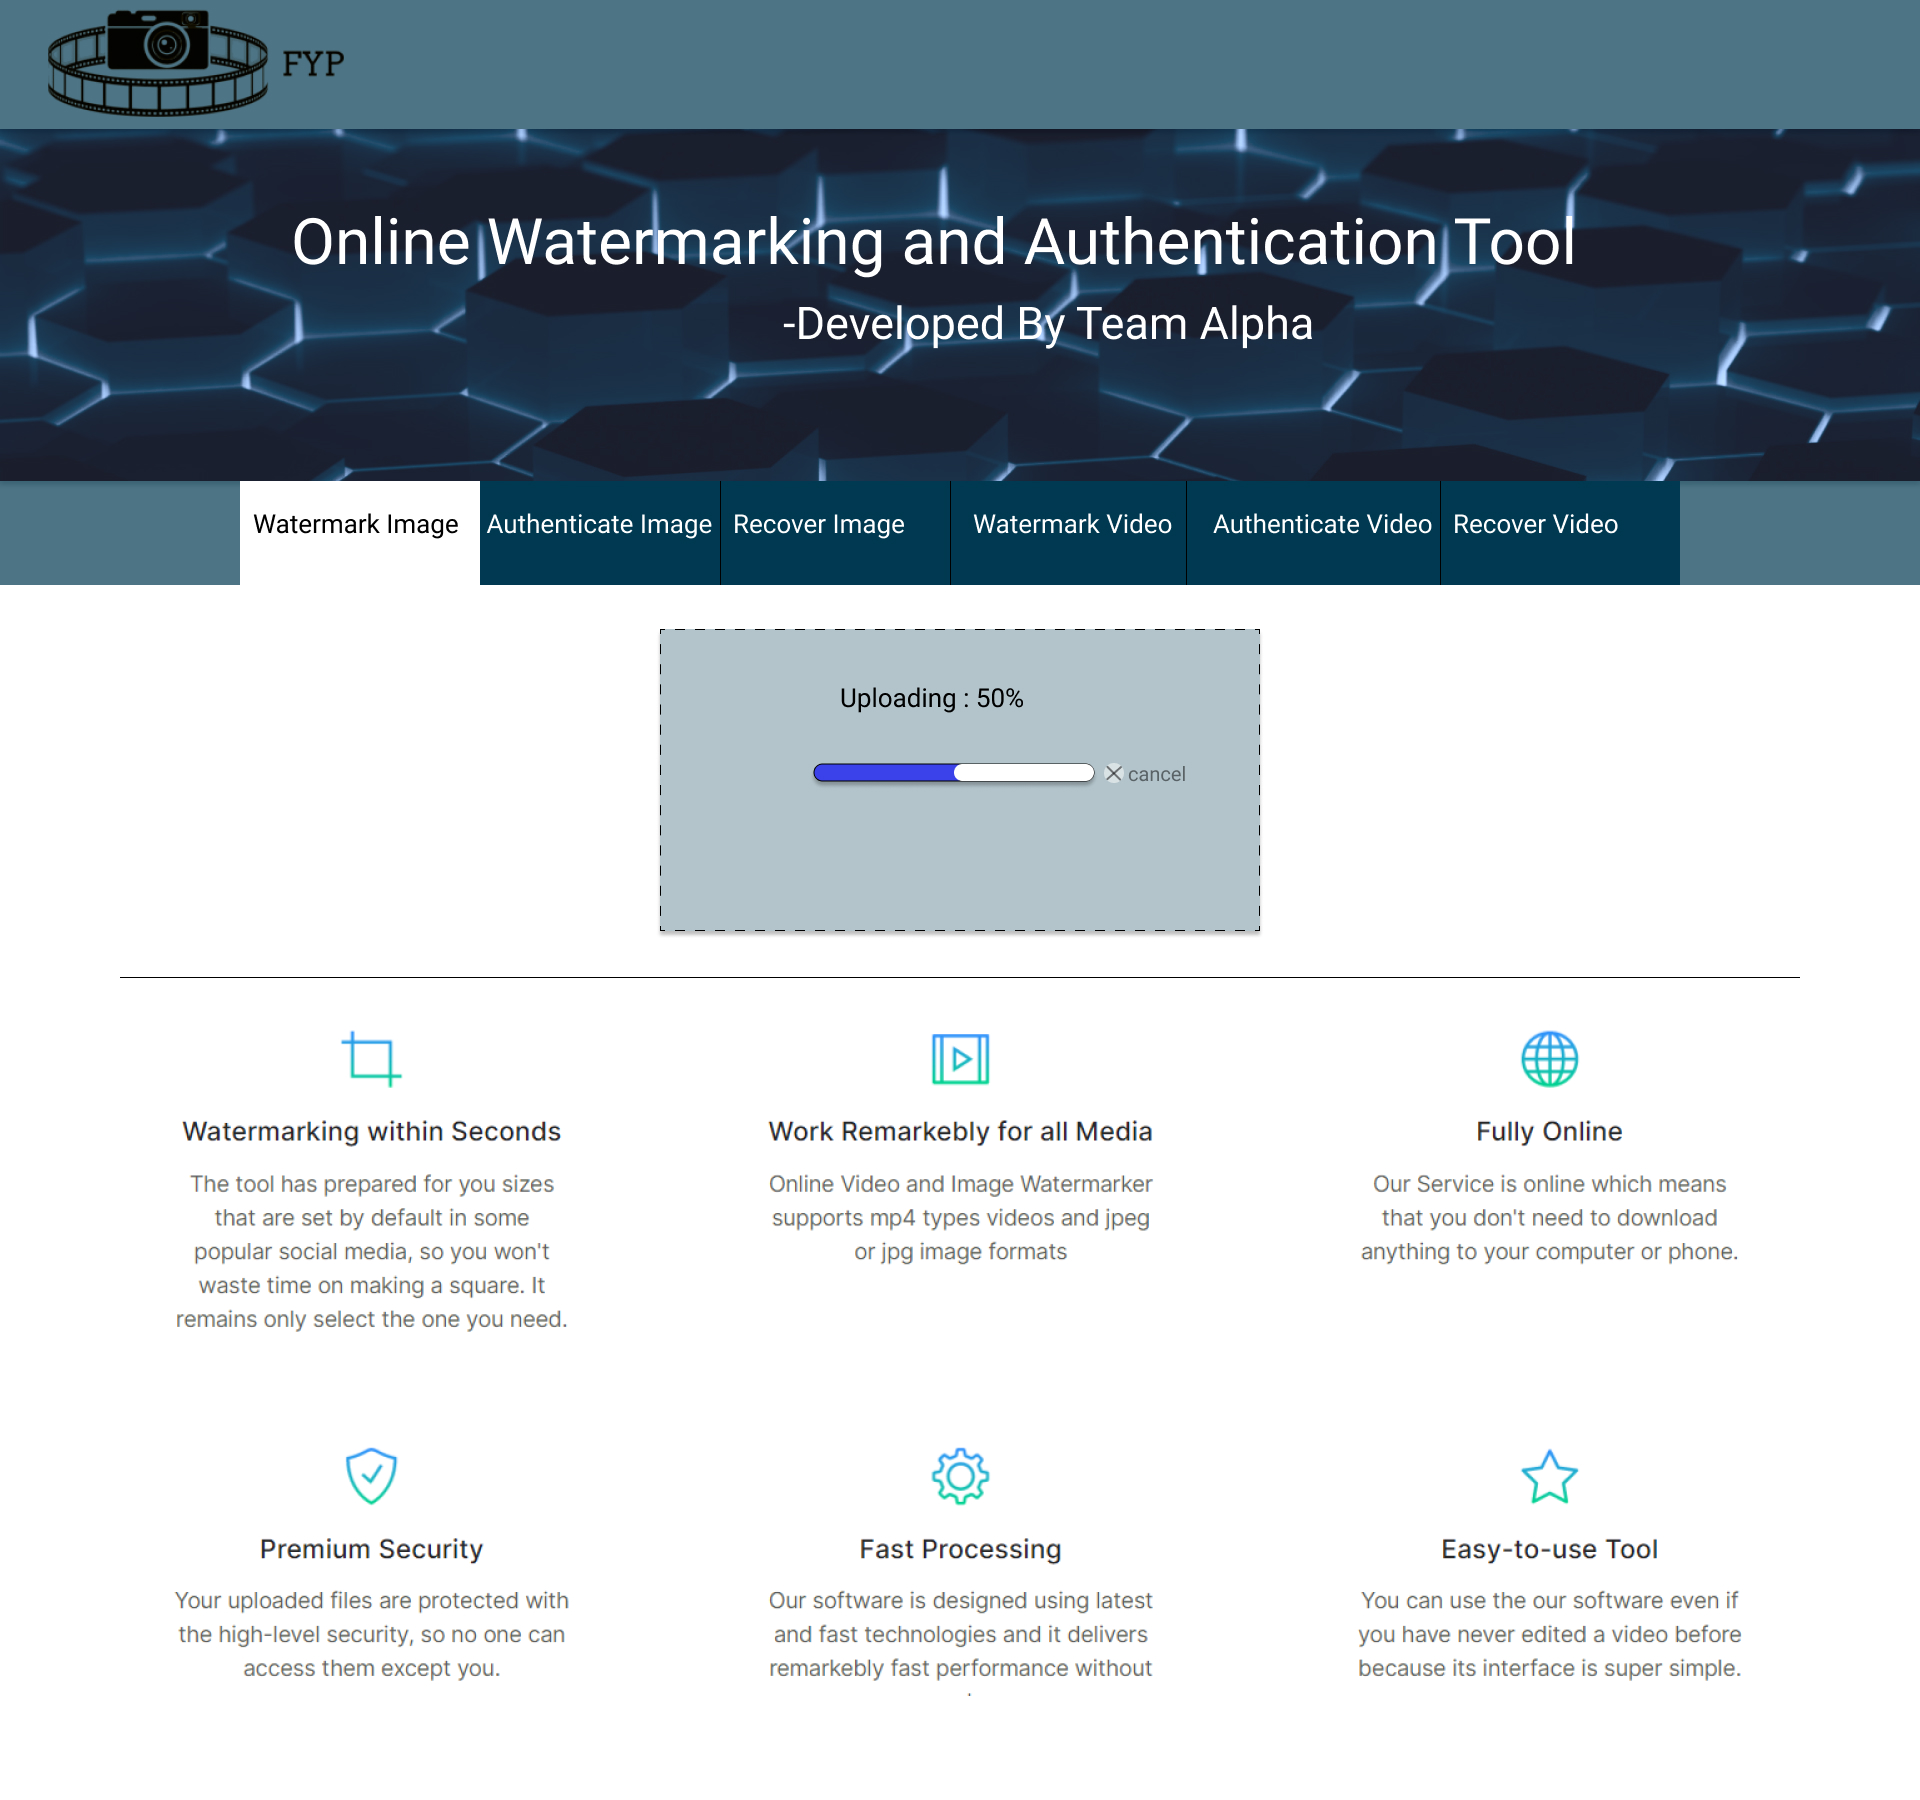 FYP
Online Watermarking and Authentication Tool
-Developed By Team Alpha
Watermark Image
Authenticate Image
Recover Image
Watermark Video
Authenticate Video
Recover Video
Uploading : 50%
cancel
Watermarking within Seconds
The tool has prepared for you sizes
that are set by default in some
popular social media, so you won't
waste time on making a square. It
remains only select the one you need.
Work Remarkebly for all Media
Online Video and Image Watermarker
supports mp4 types videos and jpeg
or jpg image formats
Fully Online
Our Service is online which means
that you don't need to download
anything to your computer or phone.
Premium Security
Your uploaded files are protected with
the high-level security, so no one can
access them except you.
Fast Processing
Our software is designed using latest
and fast technologies and it delivers
remarkebly fast performance without
Easy-to-use Tool
You can use the our software even if
you have never edited a video before
because its interface is super simple.